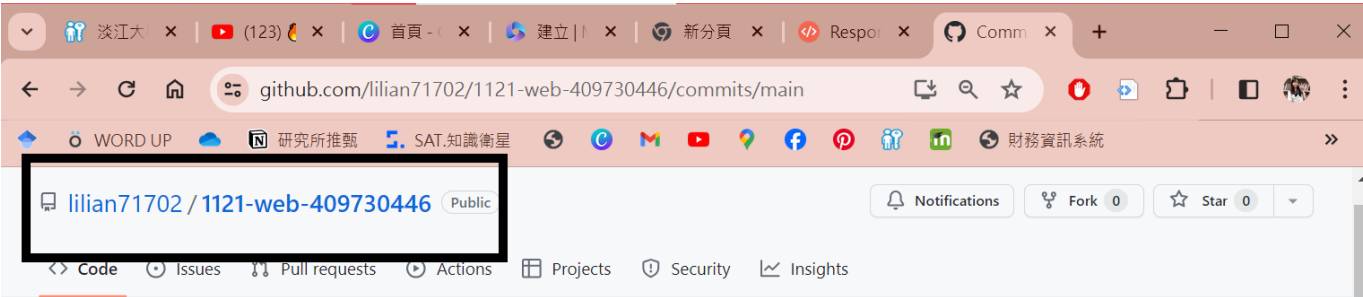 淡江大 (123) 首頁 - ( 建立 | 新分頁 Respon Comm
github.com/lilian71702/1121-web-409730446/commits/main
WORD UP 研究所推甄 SAT.知識衛星 財務資訊系統
lilian71702 / 1121-web-409730446 Public Notifications Fork 0 Star 0
Code Issues Pull requests Actions Projects Security Insights